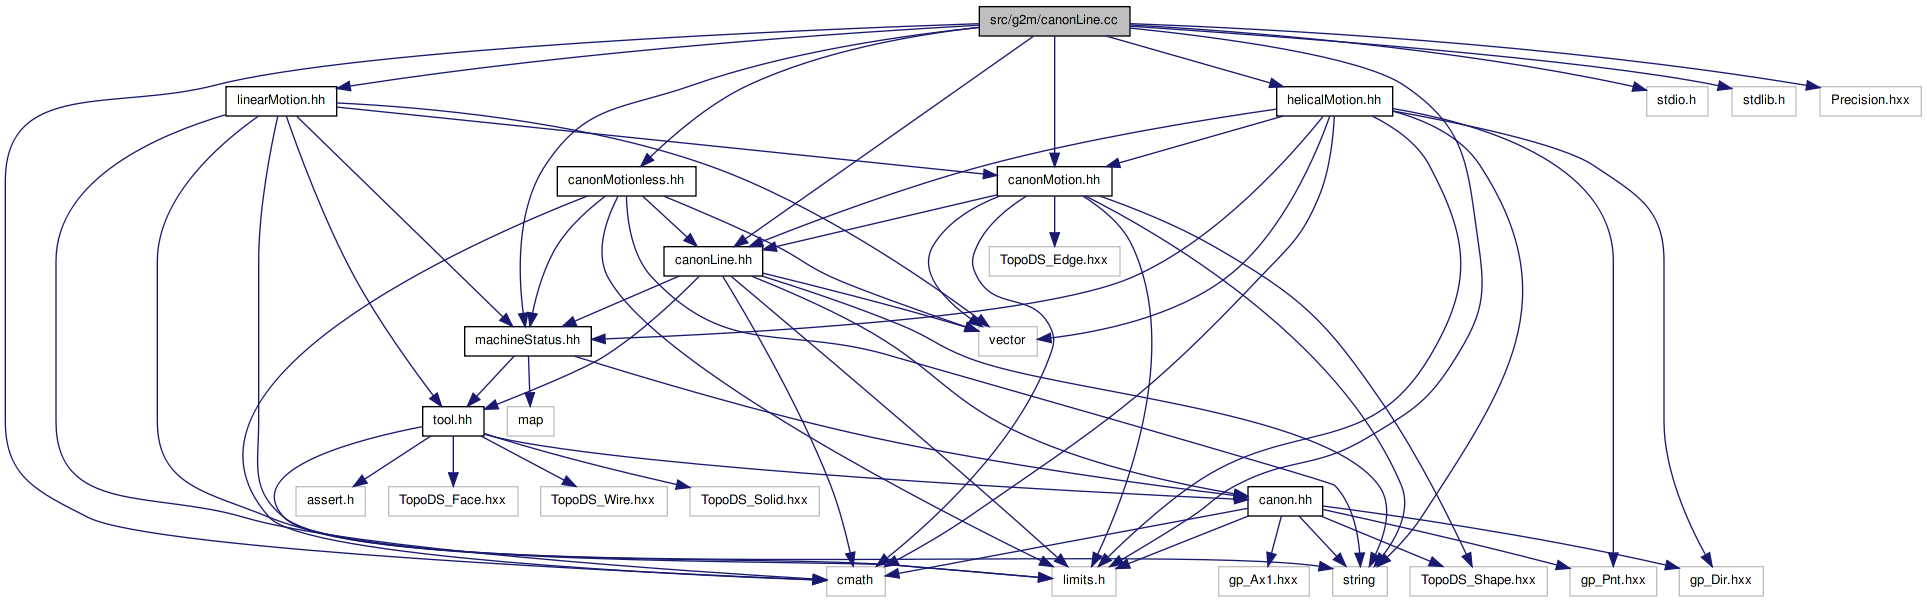 src/g2m/canonLine.cc
linearMotion.hh
helicalMotion.hh
stdio.h
stdlib.h
Precision.hxx
canonMotionless.hh
canonMotion.hh
canonLine.hh
TopoDS_Edge.hxx
machineStatus.hh
vector
tool.hh
map
assert.h
TopoDS_Face.hxx
TopoDS_Wire.hxx
TopoDS_Solid.hxx
canon.hh
cmath
limits.h
gp_Ax1.hxx
string
TopoDS_Shape.hxx
gp_Pnt.hxx
gp_Dir.hxx